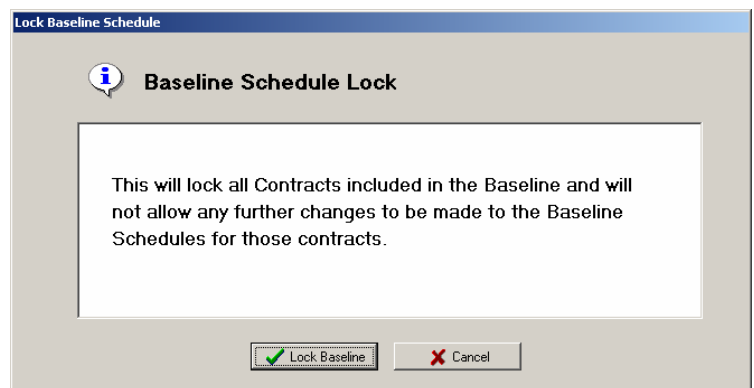 Lock Baseline Schedule
Baseline Schedule Lock
This will lock all Contracts included in the Baseline and will
not allow any further changes to be made to the Baseline
Schedules for those contracts.
Lock Baseline
Cancel